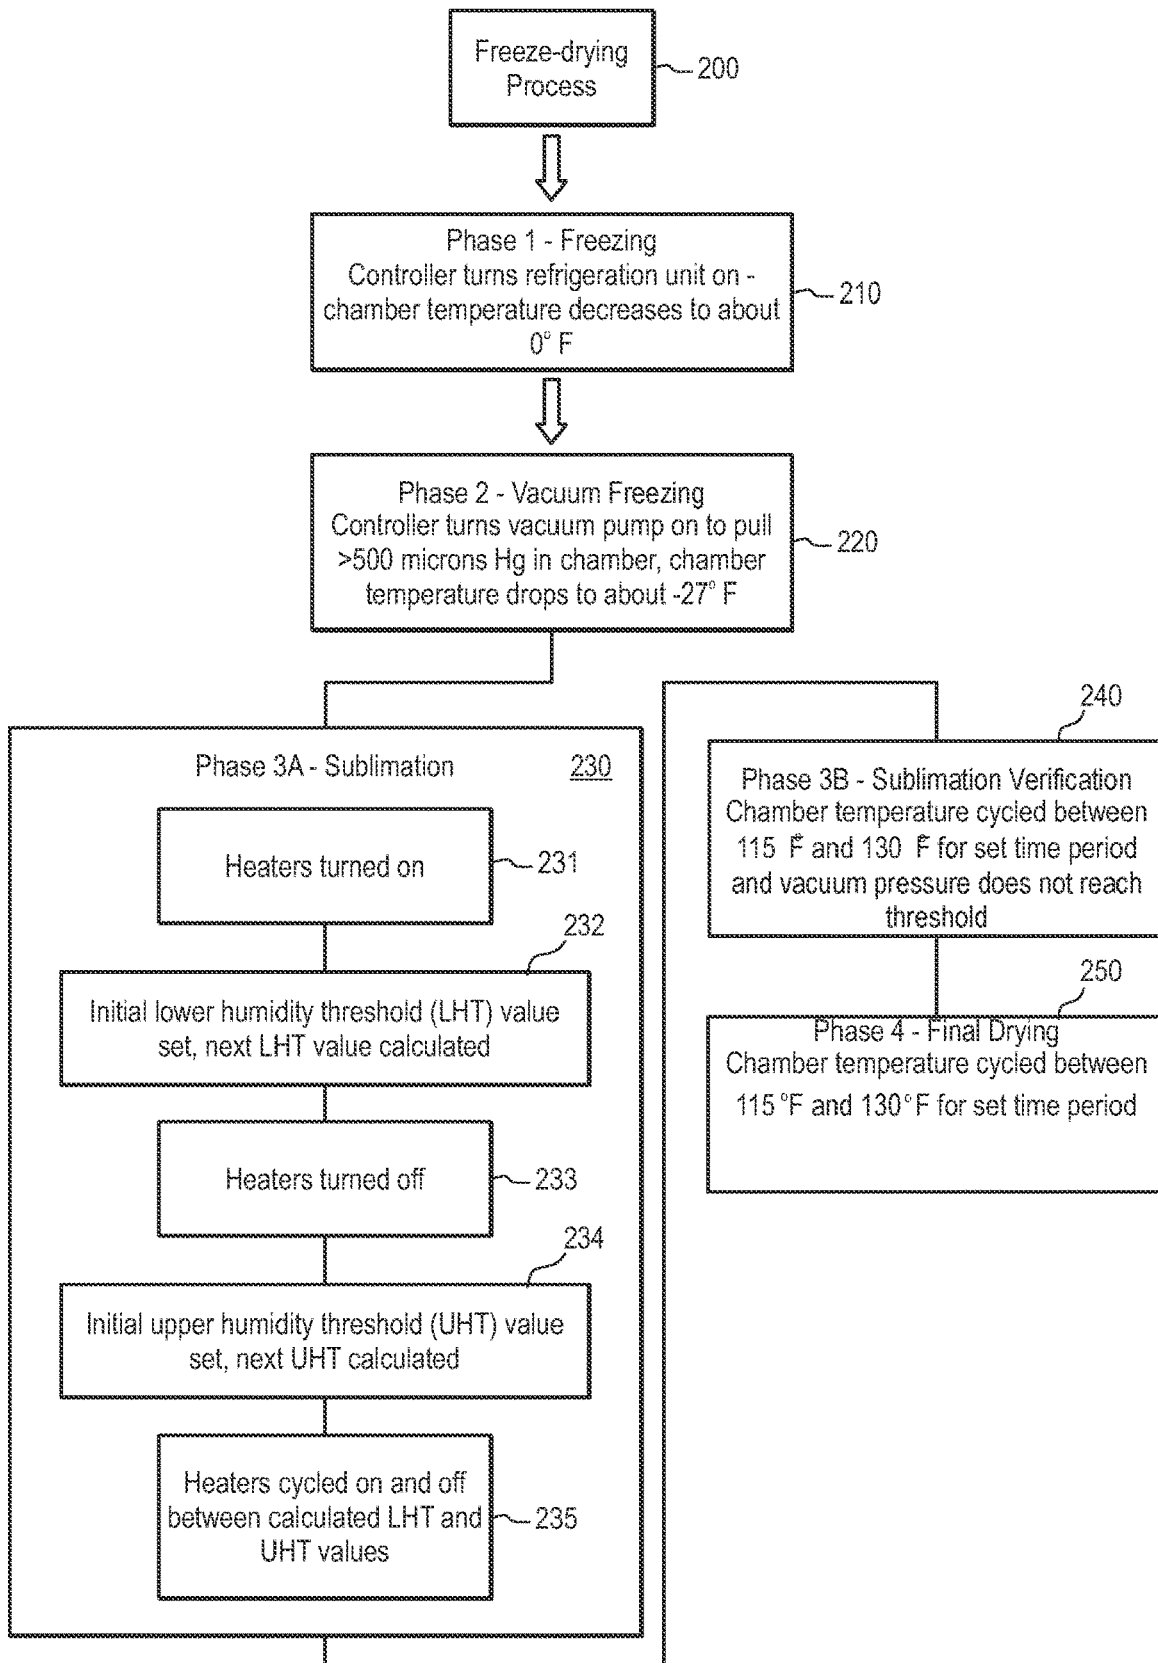 Freeze-drying
Process
200
Phase 1 - Freezing
Controller turns refrigeration unit on -
chamber temperature decreases to about
0° F
210
Phase 2 - Vacuum Freezing
Controller turns vacuum pump on to pull
>500 microns Hg in chamber, chamber
temperature drops to about -27° F
220
Phase 3A - Sublimation
230
Heaters turned on
231
232
Initial lower humidity threshold (LHT) value
set, next LHT value calculated
Heaters turned off
233
234
Initial upper humidity threshold (UHT) value
set, next UHT calculated
Heaters cycled on and off
between calculated LHT and
UHT values
235
240
Phase 3B - Sublimation Verification
Chamber temperature cycled between
115 °F and 130 °F for set time period
and vacuum pressure does not reach
threshold
250
Phase 4 - Final Drying
Chamber temperature cycled between
115 °F and 130°F for set time period